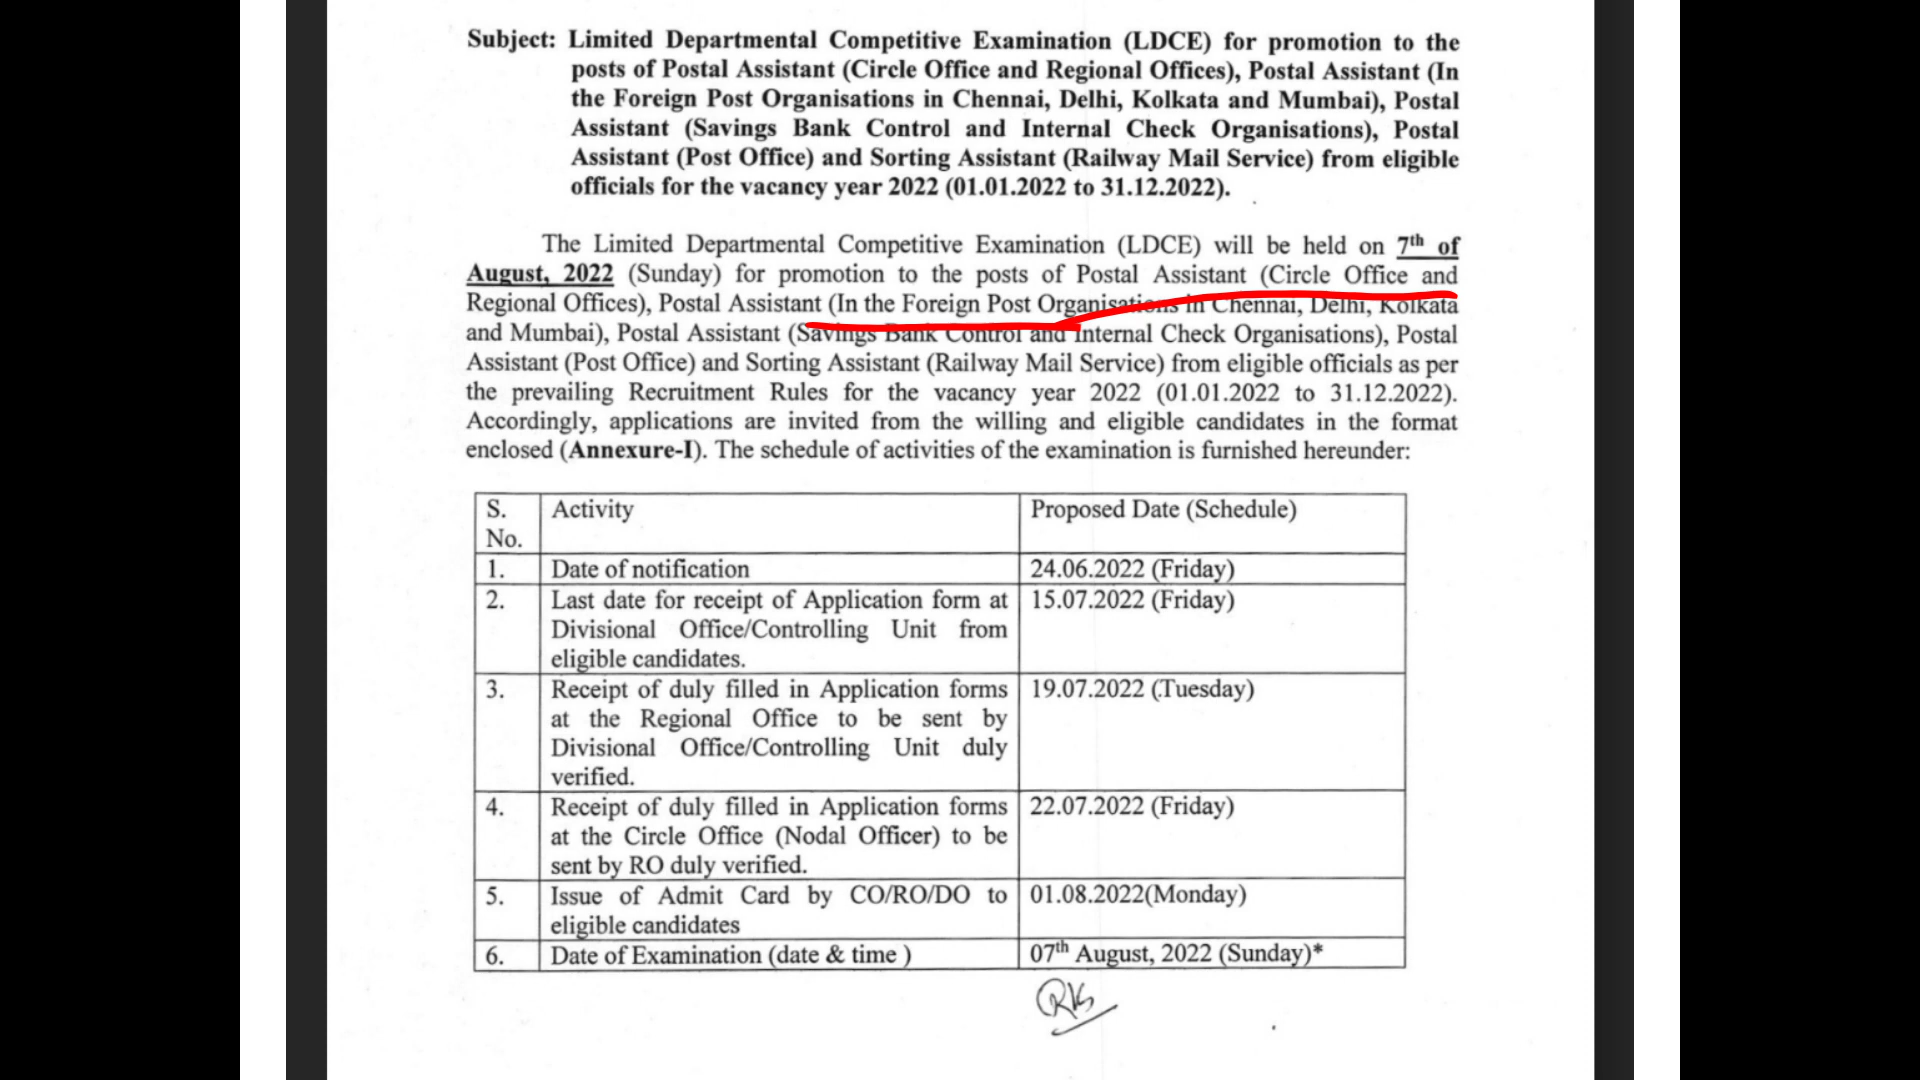 Subject: Limited Departmental Competitive Examination (LDCE) for promotion to the
posts of Postal Assistant (Circle Office and Regional Offices), Postal Assistant (In
the Foreign Post Organisations in Chennai, Delhi, Kolkata and Mumbai), Postal
Assistant (Savings Bank Control and Internal Check Organisations), Postal
Assistant (Post Office) and Sorting Assistant (Railway Mail Service) from eligible
officials for the vacancy year 2022 (01.01.2022 to 31.12.2022).
The Limited Departmental Competitive Examination (LDCE) will be held on 7th of
August, 2022 (Sunday) for promotion to the posts of Postal Assistant (Circle Office and
Regional Offices), Postal Assistant (In the Foreign Post Organisations in Chennai, Delhi, Kolkata
and Mumbai), Postal Assistant (Savings Bank Control and Internal Check Organisations), Postal
Assistant (Post Office) and Sorting Assistant (Railway Mail Service) from eligible officials as per
the prevailing Recruitment Rules for the vacancy year 2022 (01.01.2022 to 31.12.2022).
Accordingly, applications are invited from the willing and eligible candidates in the format
enclosed (Annexure-I). The schedule of activities of the examination is furnished hereunder:
S. Activity Proposed Date (Schedule)
No.
1. Date of notification 24.06.2022 (Friday)
2. Last date for receipt of Application form at 15.07.2022 (Friday)
Divisional Office/Controlling Unit from
eligible candidates.
3. Receipt of duly filled in Application forms 19.07.2022 (Tuesday)
at the Regional Office to be sent by
Divisional Office/Controlling Unit duly
verified.
4. Receipt of duly filled in Application forms 22.07.2022 (Friday)
at the Circle Office (Nodal Officer) to be
sent by RO duly verified.
5. Issue of Admit Card by CO/RO/DO to 01.08.2022(Monday)
eligible candidates
6. Date of Examination (date & time ) 07th August, 2022 (Sunday)*